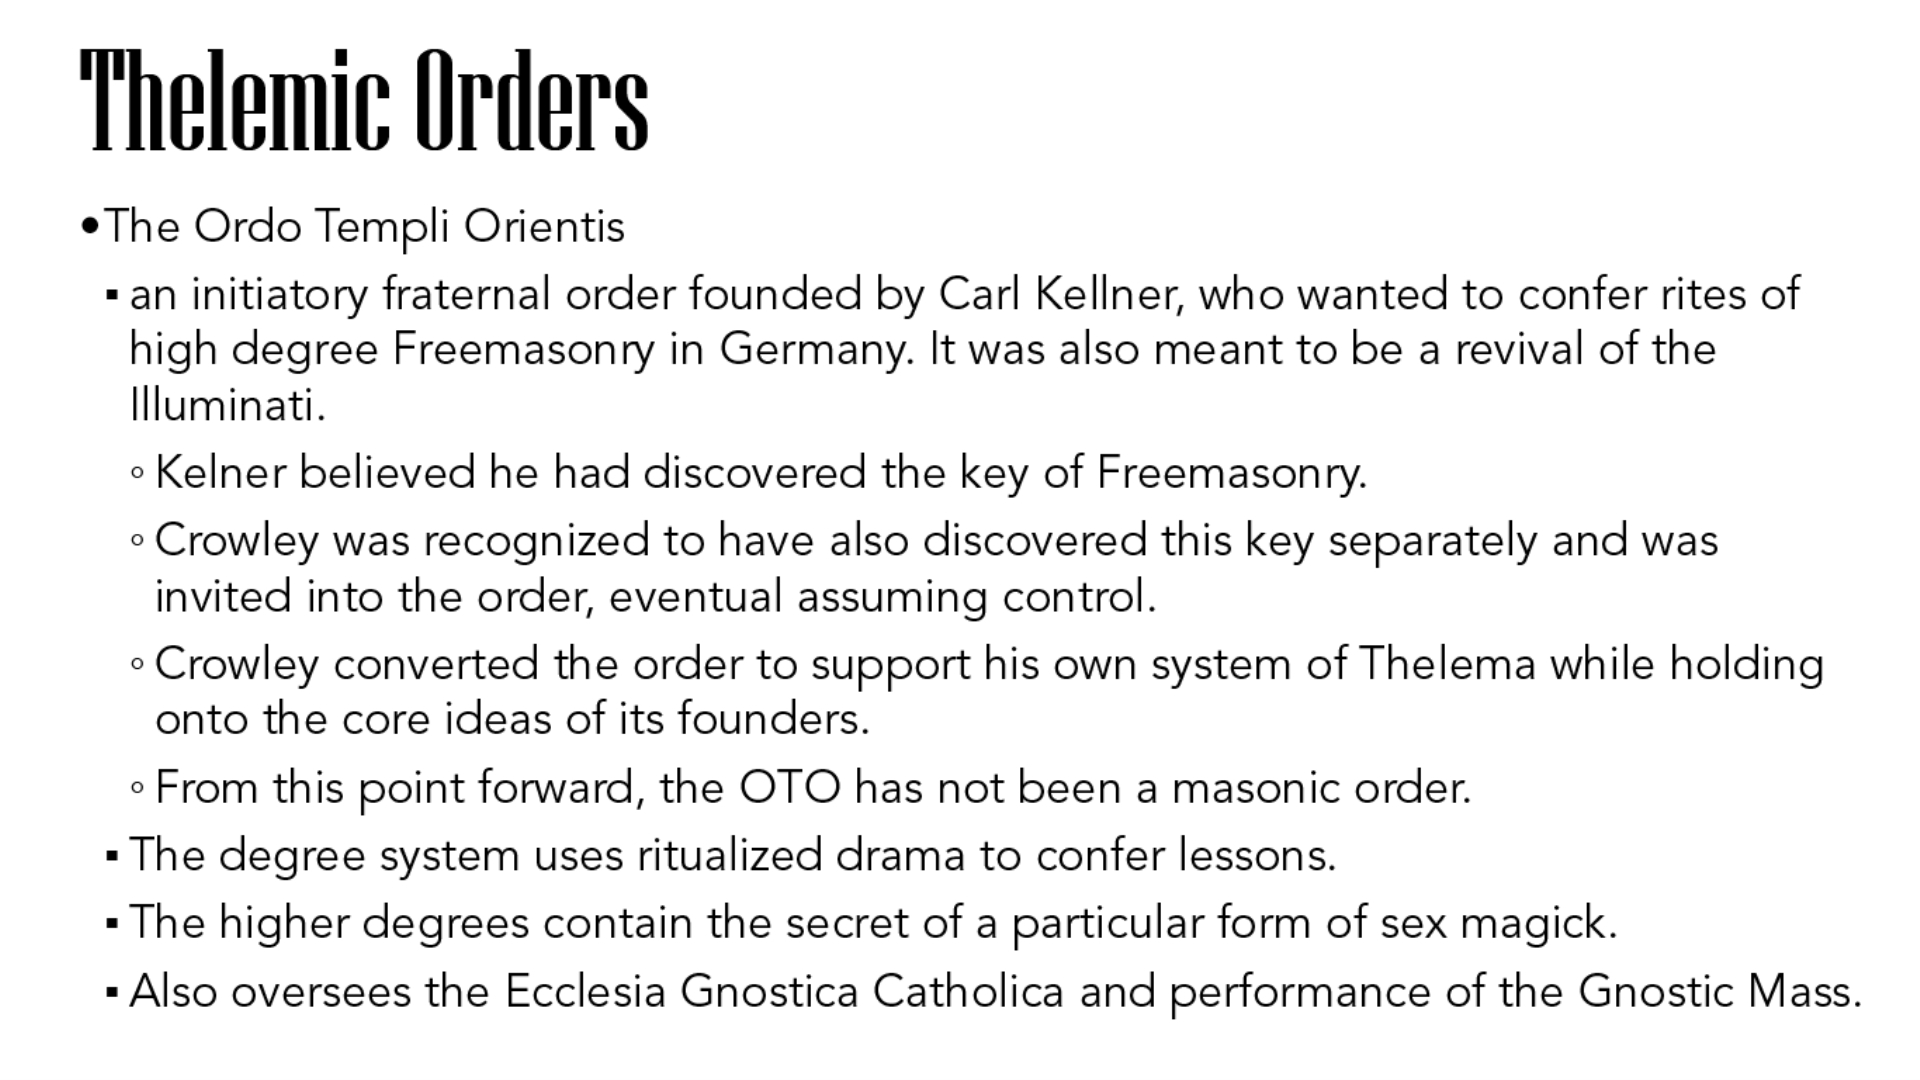 Thelemic Orders
•The Ordo Templi Orientis
▪ an initiatory fraternal order founded by Carl Kellner, who wanted to confer rites of
high degree Freemasonry in Germany. It was also meant to be a revival of the
Illuminati.
◦ Kelner believed he had discovered the key of Freemasonry.
◦ Crowley was recognized to have also discovered this key separately and was
invited into the order, eventual assuming control.
◦ Crowley converted the order to support his own system of Thelema while holding
onto the core ideas of its founders.
◦ From this point forward, the OTO has not been a masonic order.
▪ The degree system uses ritualized drama to confer lessons.
▪ The higher degrees contain the secret of a particular form of sex magick.
▪ Also oversees the Ecclesia Gnostica Catholica and performance of the Gnostic Mass.